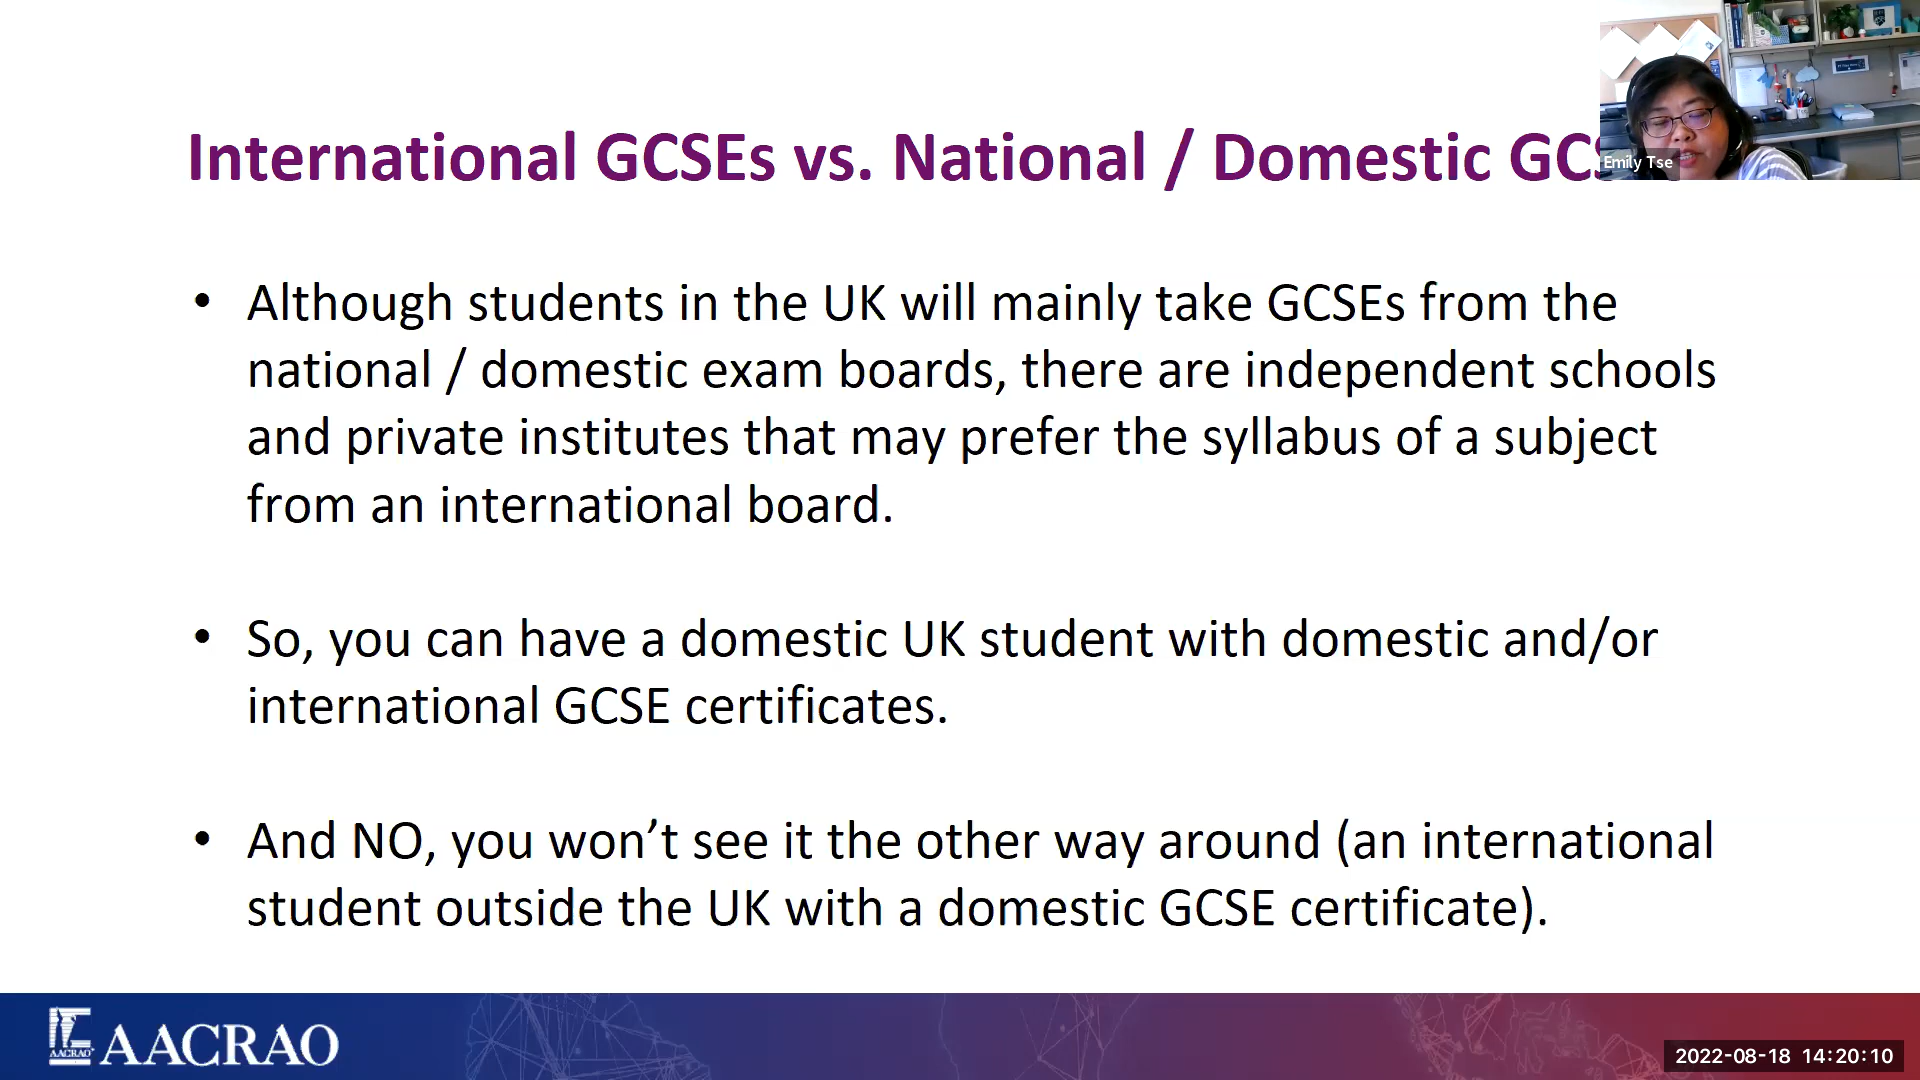 International GCSEs vs. National / Domestic GCS
Emily Tse
• Although students in the UK will mainly take GCSEs from the
national / domestic exam boards, there are independent schools
and private institutes that may prefer the syllabus of a subject
from an international board.
• So, you can have a domestic UK student with domestic and/or
international GCSE certificates.
• And NO, you won’t see it the other way around (an international
student outside the UK with a domestic GCSE certificate).
AACRAO
AACRAO
2022-08-18 14:20:10